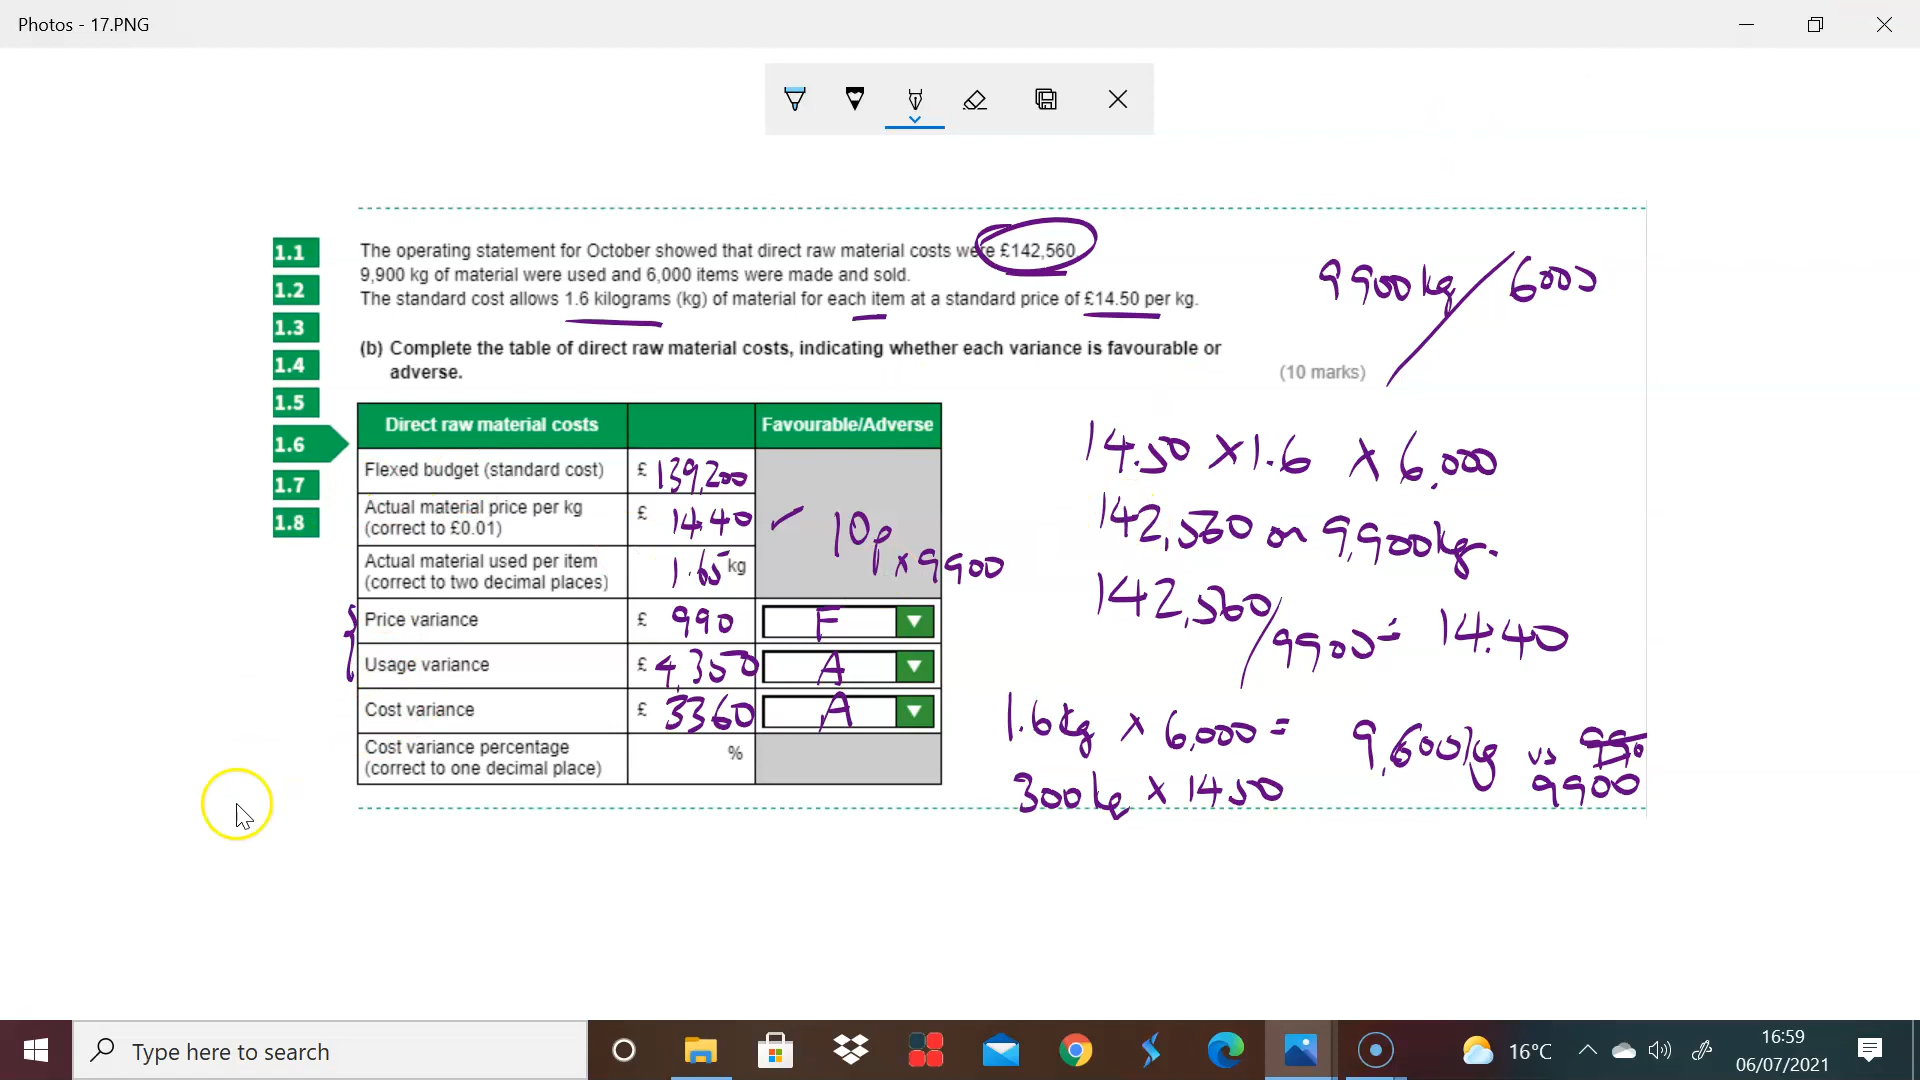 Photos - 17.PNG
The operating statement for October showed that direct raw material costs were £142,560
9,900 kg of material were used and 6,000 items were made and sold.
The standard cost allows 1.6 kilograms (kg) of material for each item at a standard price of £14.50 per kg.
9900 kg / 6000
(b) Complete the table of direct raw material costs, indicating whether each variance is favourable or
adverse.
(10 marks)
1.1
1.2
1.3
1.4
1.5
1.6
1.7
1.8
Direct raw material costs Favourable/Adverse
Flexed budget (standard cost) £ 139,200
Actual material price per kg
(correct to £0.01) £ 14.40 ✓
10p × 9900
Actual material used per item
(correct to two decimal places) 1.65 kg
Price variance £ 990 F
Usage variance £ 4,350 A
Cost variance £ 3360 A
Cost variance percentage
(correct to one decimal place) %
14.50 × 1.6 × 6,000
142,560 on 9,900kg.
142,560 / 9900 = 14.40
1.6kg × 6,000 = 9,600kg vs 990
9900
300kg × 1450
Type here to search
16°C
16:59
06/07/2021